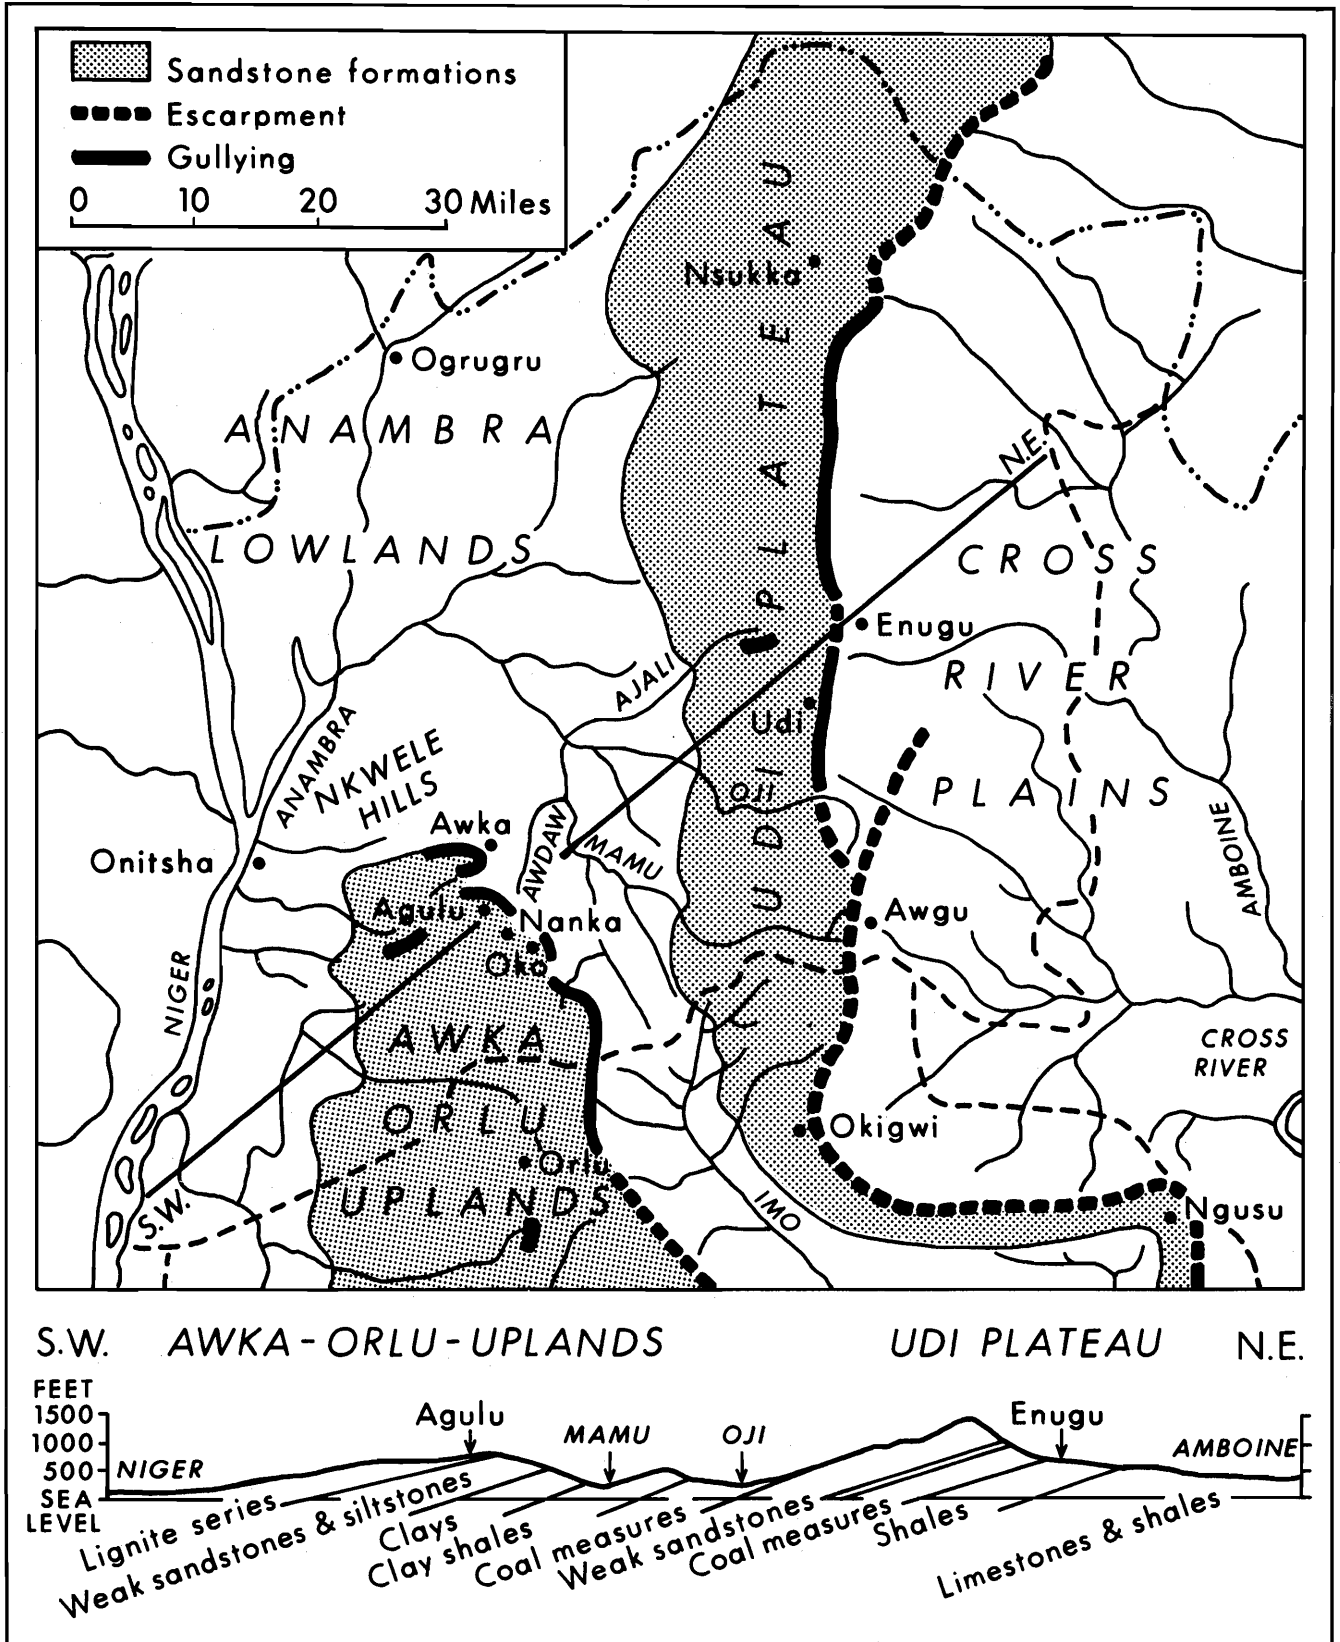 Sandstone formations
Escarpment
Gullying
0 10 20 30 Miles
UDI PLATEAU
Nsukka
Ogrugru
ANAMBRA
LOWLANDS
N.E.
CROSS
RIVER
PLAINS
Enugu
AJALI
Udi
OJI
ANAMBRA
NKWELE
HILLS
Awka
AWDAW
MAMU
Onitsha
AMBOINE
Agulu
Nanka
Oko
Awgu
NIGER
AWKA
ORLU
UPLANDS
CROSS
RIVER
Okigwi
Orlu
S.W.
IMO
Ngusu
S.W. AWKA-ORLU-UPLANDS UDI PLATEAU N.E.
FEET
1500
1000
500
SEA
LEVEL
Agulu
MAMU
OJI
Enugu
NIGER
AMBOINE
Lignite series
Weak sandstones & siltstones
Clays
Clay shales
Coal measures
Weak sandstones
Coal measures
Shales
Limestones & shales